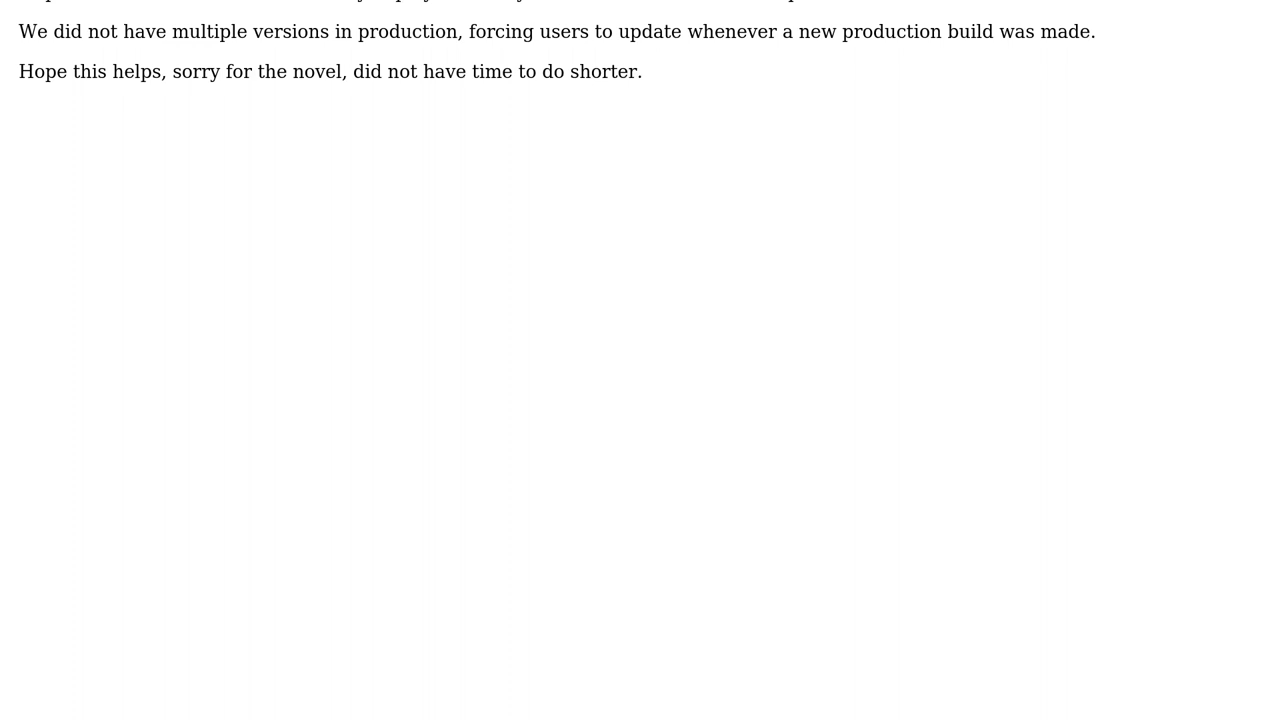 We did not have multiple versions in production, forcing users to update whenever a new production build was made.
Hope this helps, sorry for the novel, did not have time to do shorter.